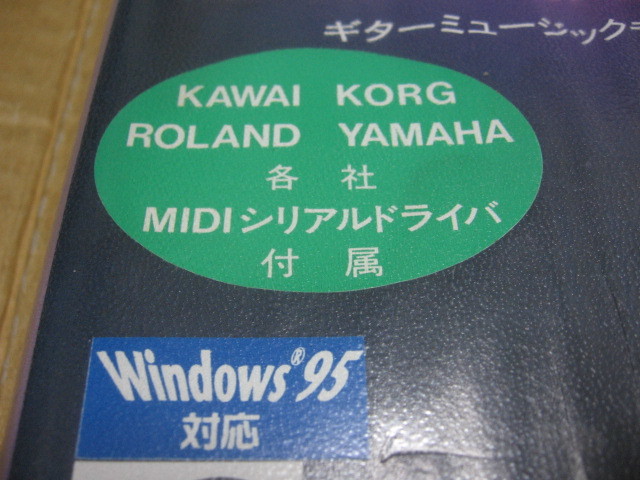 ギターミュージック
KAWAI KORG
ROLAND YAMAHA
各社
MIDIシリアルドライバ
付属
Windows® 95
対応